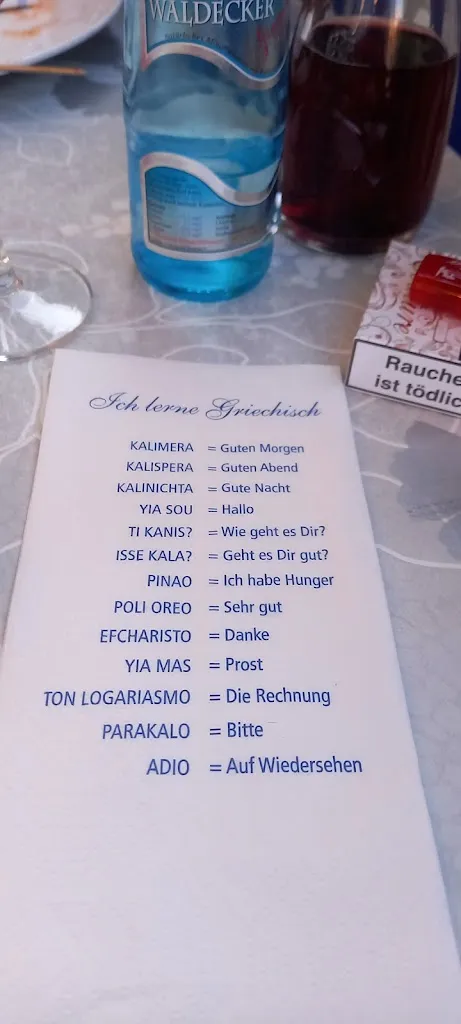 WALDECKER
Ich lerne Griechisch
KALIMERA = Guten Morgen
KALISPERA = Guten Abend
KALINICHTA = Gute Nacht
YIA SOU = Hallo
TI KANIS? = Wie geht es Dir?
ISSE KALA? = Geht es Dir gut?
PINAO = Ich habe Hunger
POLI OREO = Sehr gut
EFCHARISTO = Danke
YIA MAS = Prost
TON LOGARIASMO = Die Rechnung
PARAKALO = Bitte
ADIO = Auf Wiedersehen
Rauche
ist tödlic